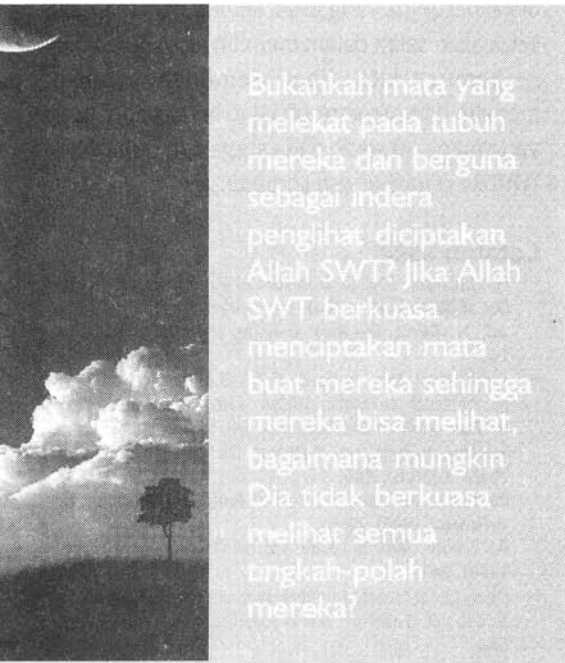 Bukankah mata yang
melekat pada tubuh
mereka dan berguna
sebagai indera
penglihat diciptakan
Allah SWT? Jika Allah
SWT berkuasa
menciptakan mata
buat mereka sehingga
mereka bisa melihat,
bagaimana mungkin
Dia tidak berkuasa
melihat semua
tingkah-polah
mereka?